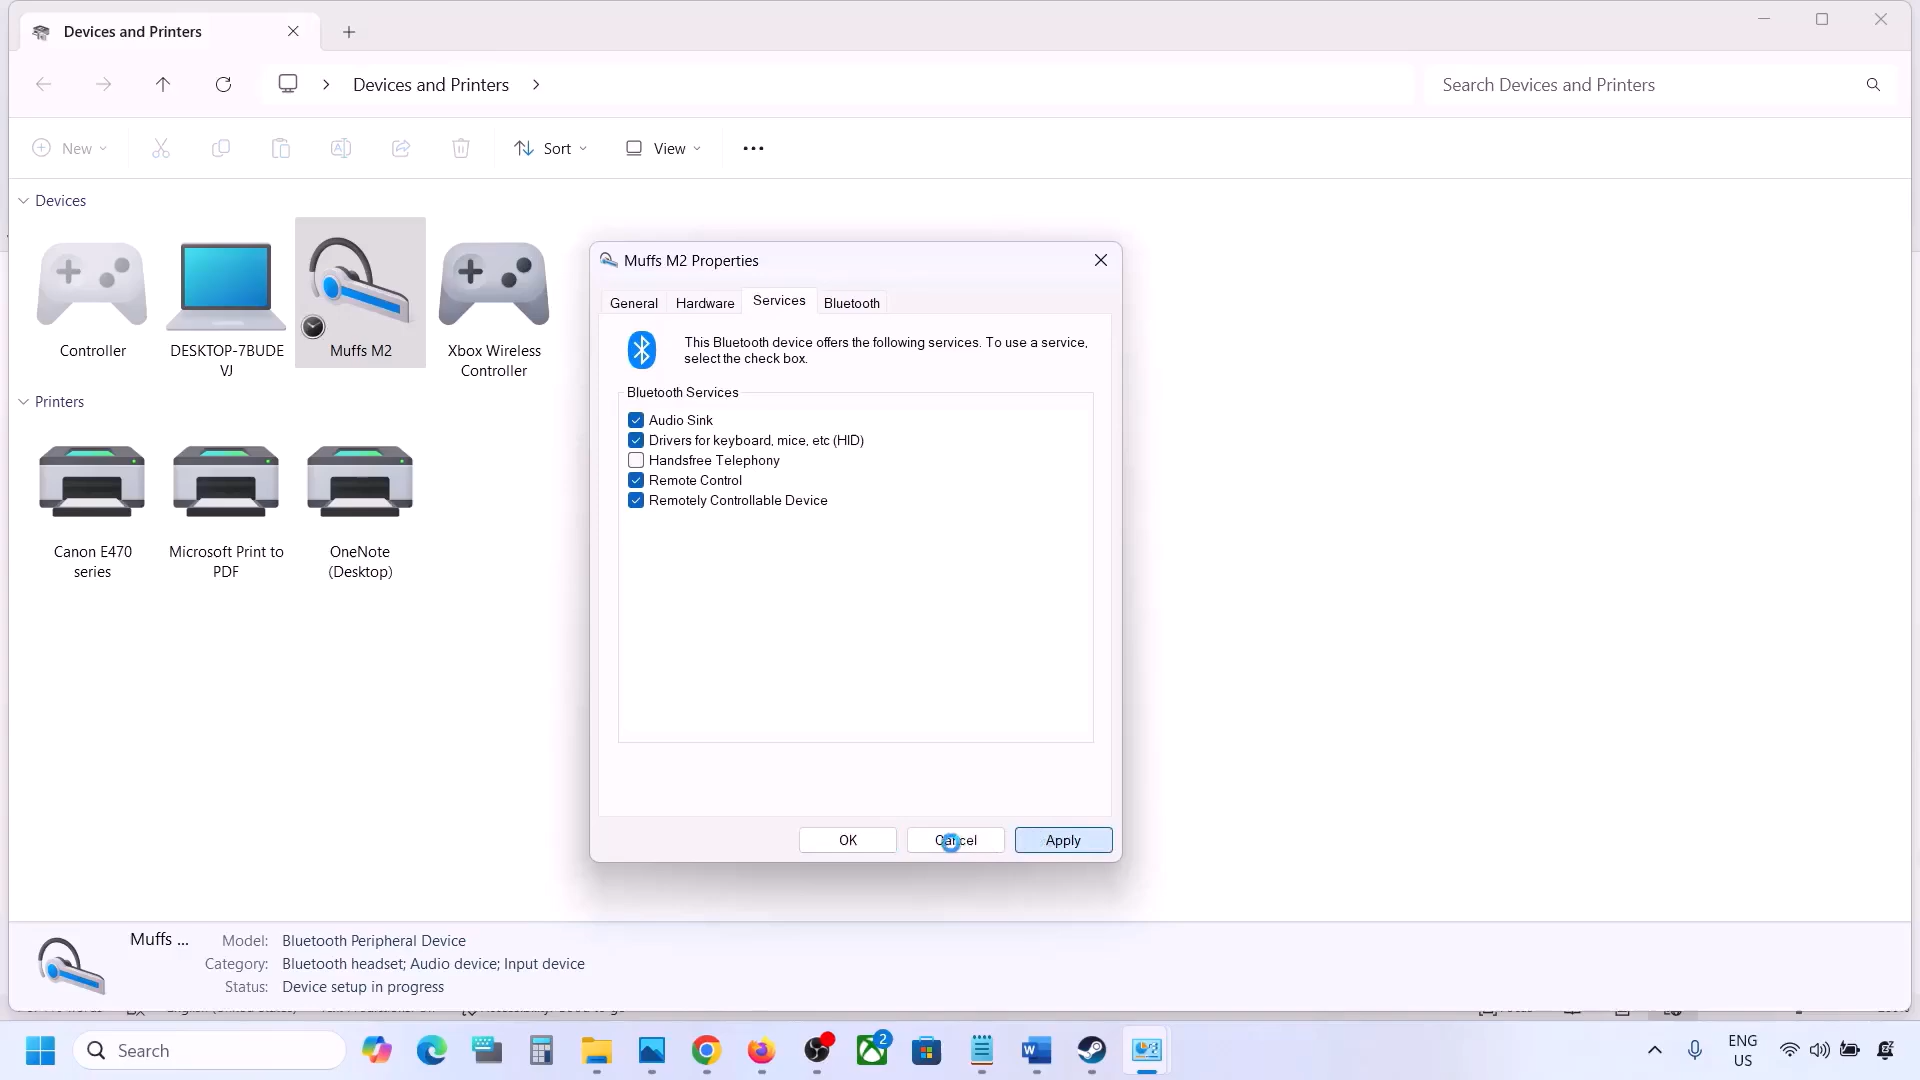 Devices and Printers
Devices and Printers
Search Devices and Printers
New
Sort
View
Devices
Controller
DESKTOP-7BUDE
VJ
Muffs M2
Xbox Wireless
Controller
Printers
Canon E470
series
Microsoft Print to
PDF
OneNote
(Desktop)
Muffs M2 Properties
General
Hardware
Services
Bluetooth
This Bluetooth device offers the following services. To use a service,
select the check box.
Bluetooth Services
Audio Sink
Drivers for keyboard, mice, etc (HID)
Handsfree Telephony
Remote Control
Remotely Controllable Device
OK
Cancel
Apply
Muffs ...
Model: Bluetooth Peripheral Device
Category: Bluetooth headset; Audio device; Input device
Status: Device setup in progress
Search
2
ENG
US